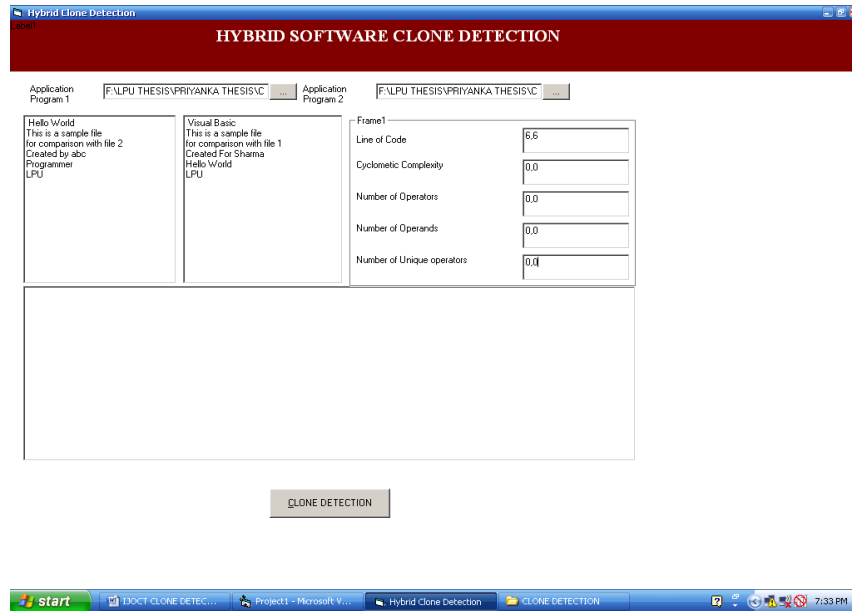 Hybrid Clone Detection
Label1
HYBRID SOFTWARE CLONE DETECTION
Application
Program 1
F:\LPU THESIS\PRIYANKA THESIS\C
...
Application
Program 2
F:\LPU THESIS\PRIYANKA THESIS\C
...
Hello World
This is a sample file
for comparison with file 2
Created by abc
Programmer
LPU
Visual Basic
This is a sample file
for comparison with file 1
Created For Sharma
Hello World
LPU
Frame1
Line of Code
6,6
Cyclometic Complexity
0,0
Number of Operators
0,0
Number of Operands
0,0
Number of Unique operators
0,0
CLONE DETECTION
start
IJOCT CLONE DETEC...
Project1 - Microsoft V...
Hybrid Clone Detection
CLONE DETECTION
7:33 PM